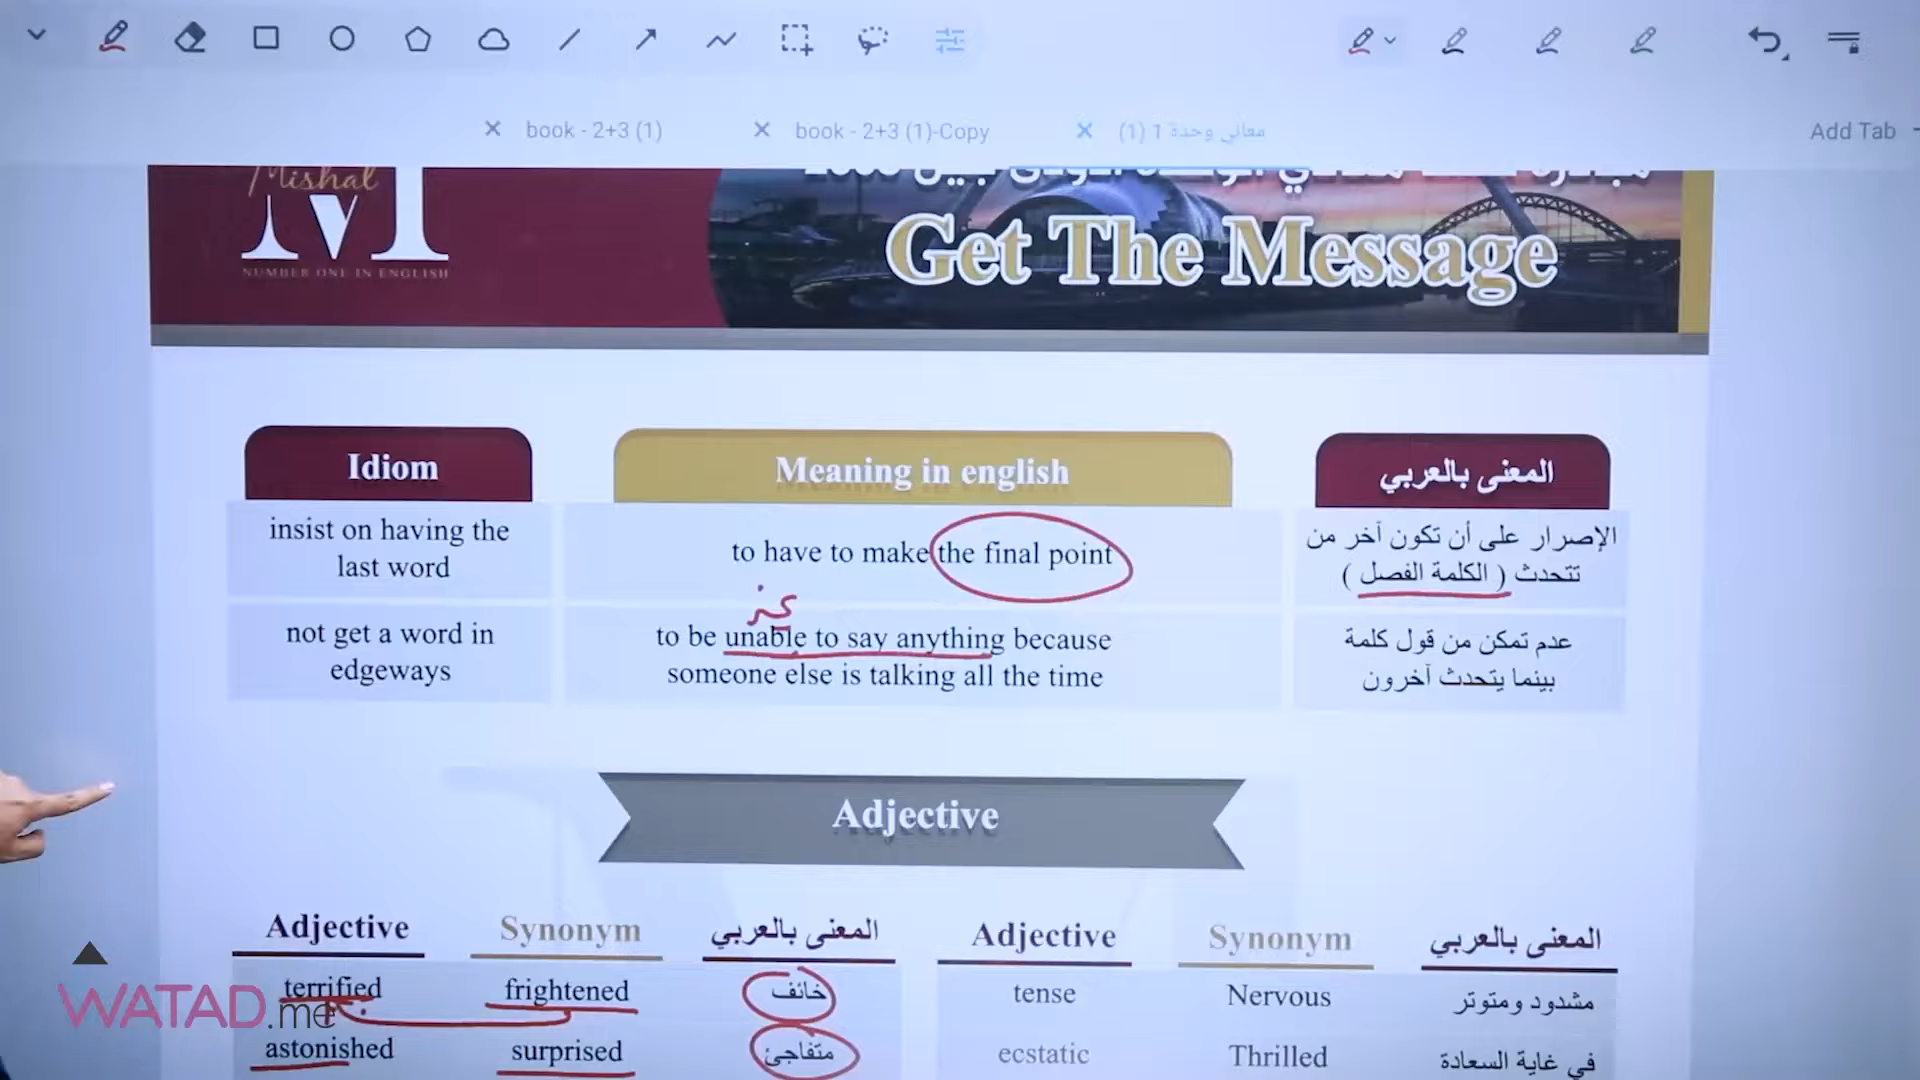 book - 2+3 (1)
book - 2+3 (1)-Copy
معاني وحدة 1 (1)
Add Tab
Mishal
M
NUMBER ONE IN ENGLISH
Get The Message
Idiom
Meaning in english
المعنى بالعربي
insist on having the
last word
to have to make the final point
الإصرار على أن تكون آخر من
تتحدث ( الكلمة الفصل )
not get a word in
edgeways
to be unable to say anything because
someone else is talking all the time
عدم تمكن من قول كلمة
بينما يتحدث آخرون
Adjective
Adjective
Synonym
المعنى بالعربي
Adjective
Synonym
المعنى بالعربي
terrified
frightened
خائف
tense
Nervous
مشدود ومتوتر
astonished
surprised
متفاجئ
ecstatic
Thrilled
في غاية السعادة
WATAD.me